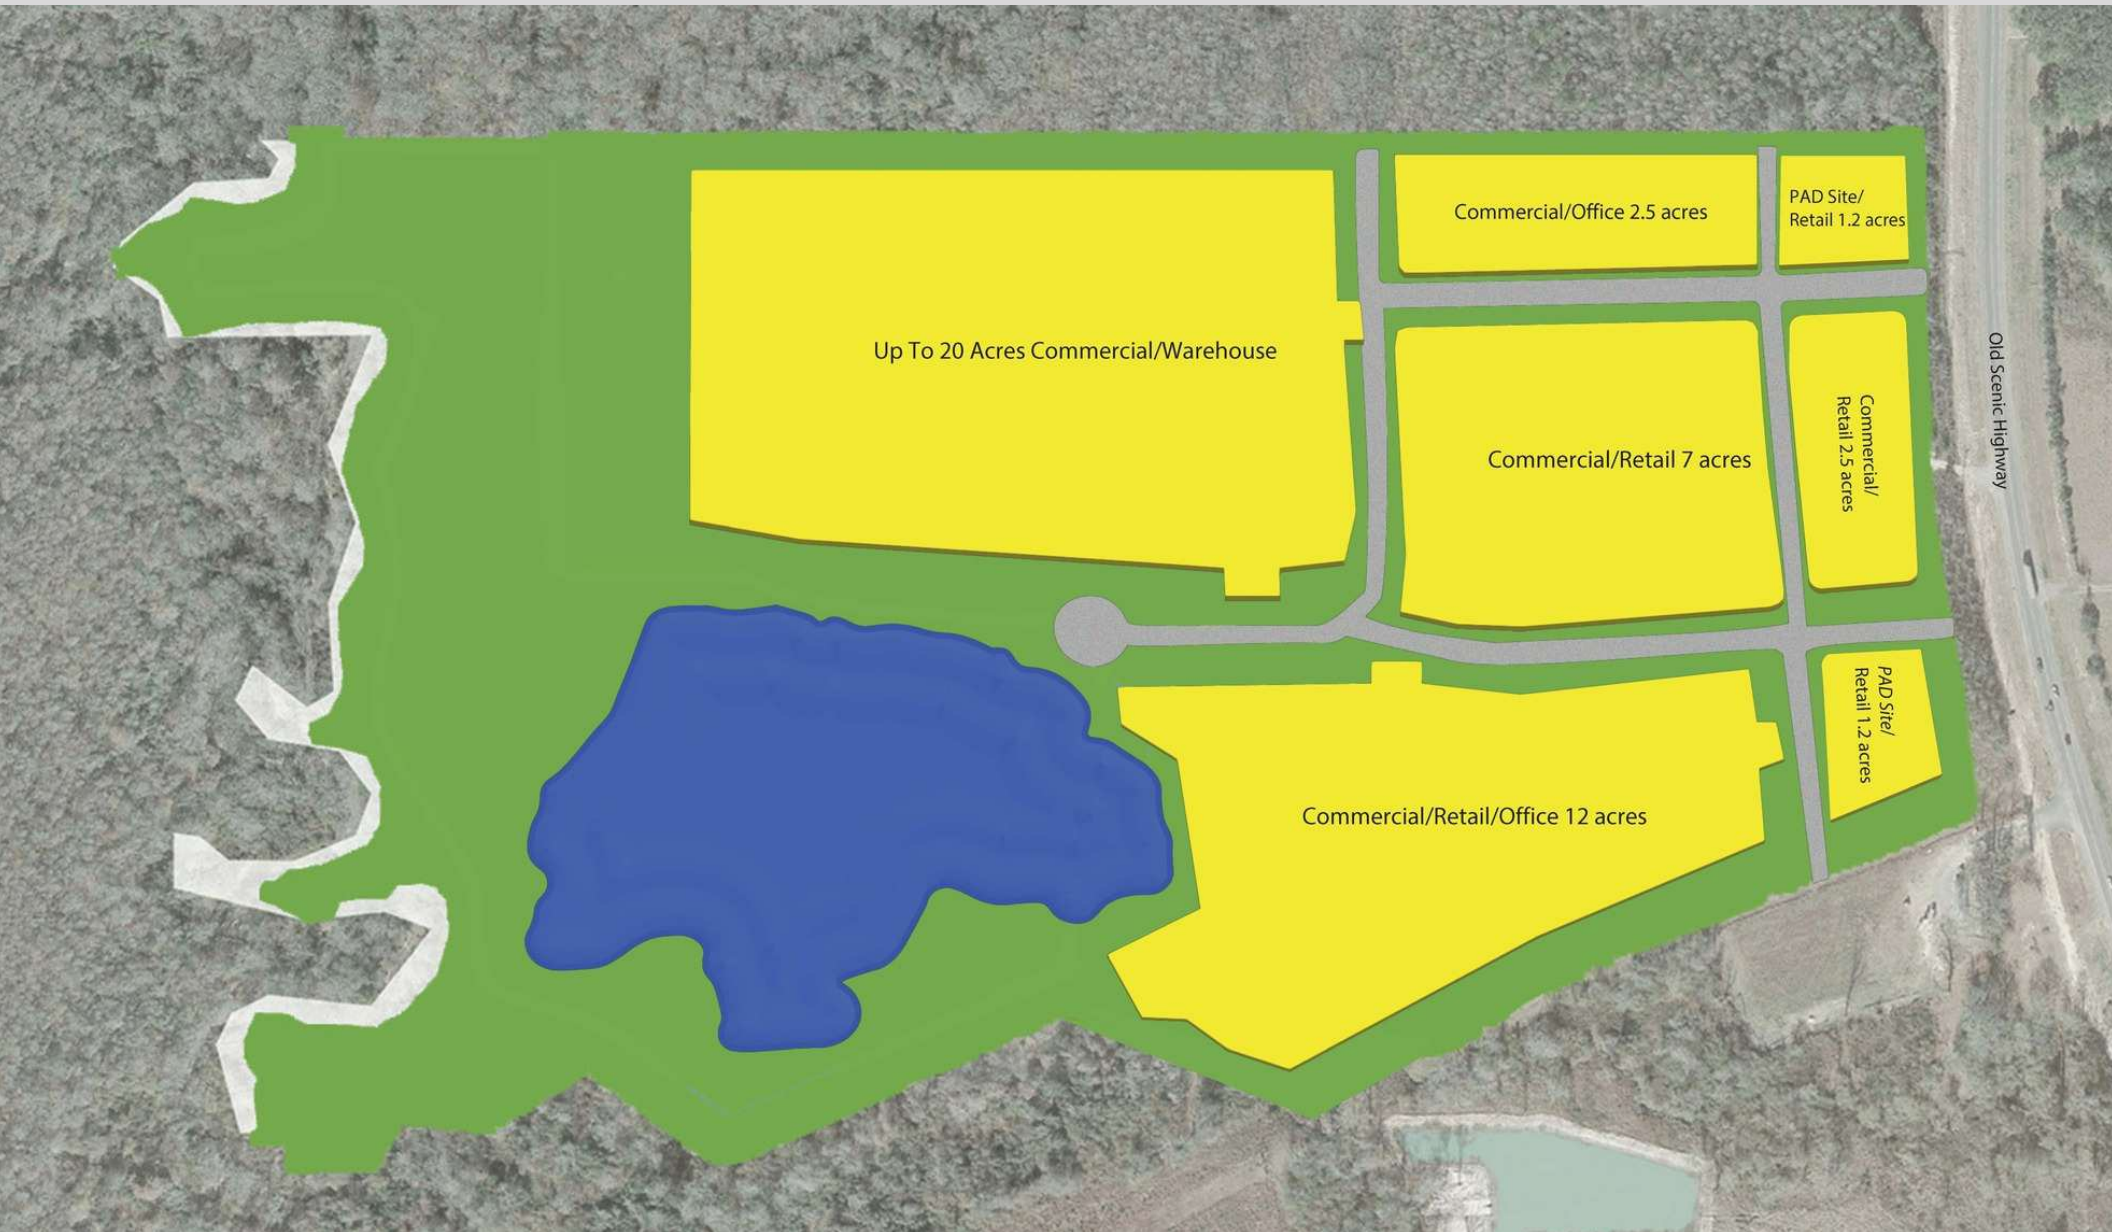 Commercial/Office 2.5 acres
PAD Site/
Retail 1.2 acres
Up To 20 Acres Commercial/Warehouse
Commercial/Retail 7 acres
Commercial/
Retail 2.5 acres
Old Scenic Highway
PAD Site/
Retail 1.2 acres
Commercial/Retail/Office 12 acres